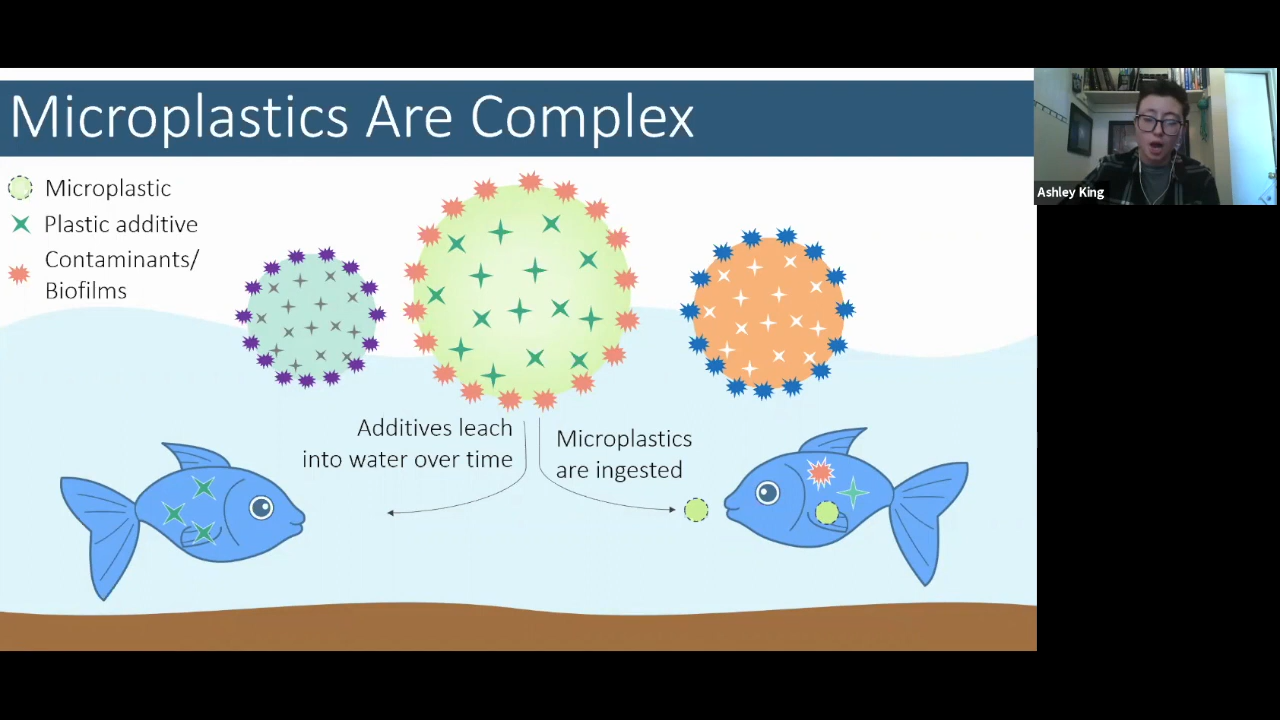 Microplastics Are Complex
Microplastic
Plastic additive
Contaminants/
Biofilms
Additives leach
into water over time
Microplastics
are ingested
Ashley King